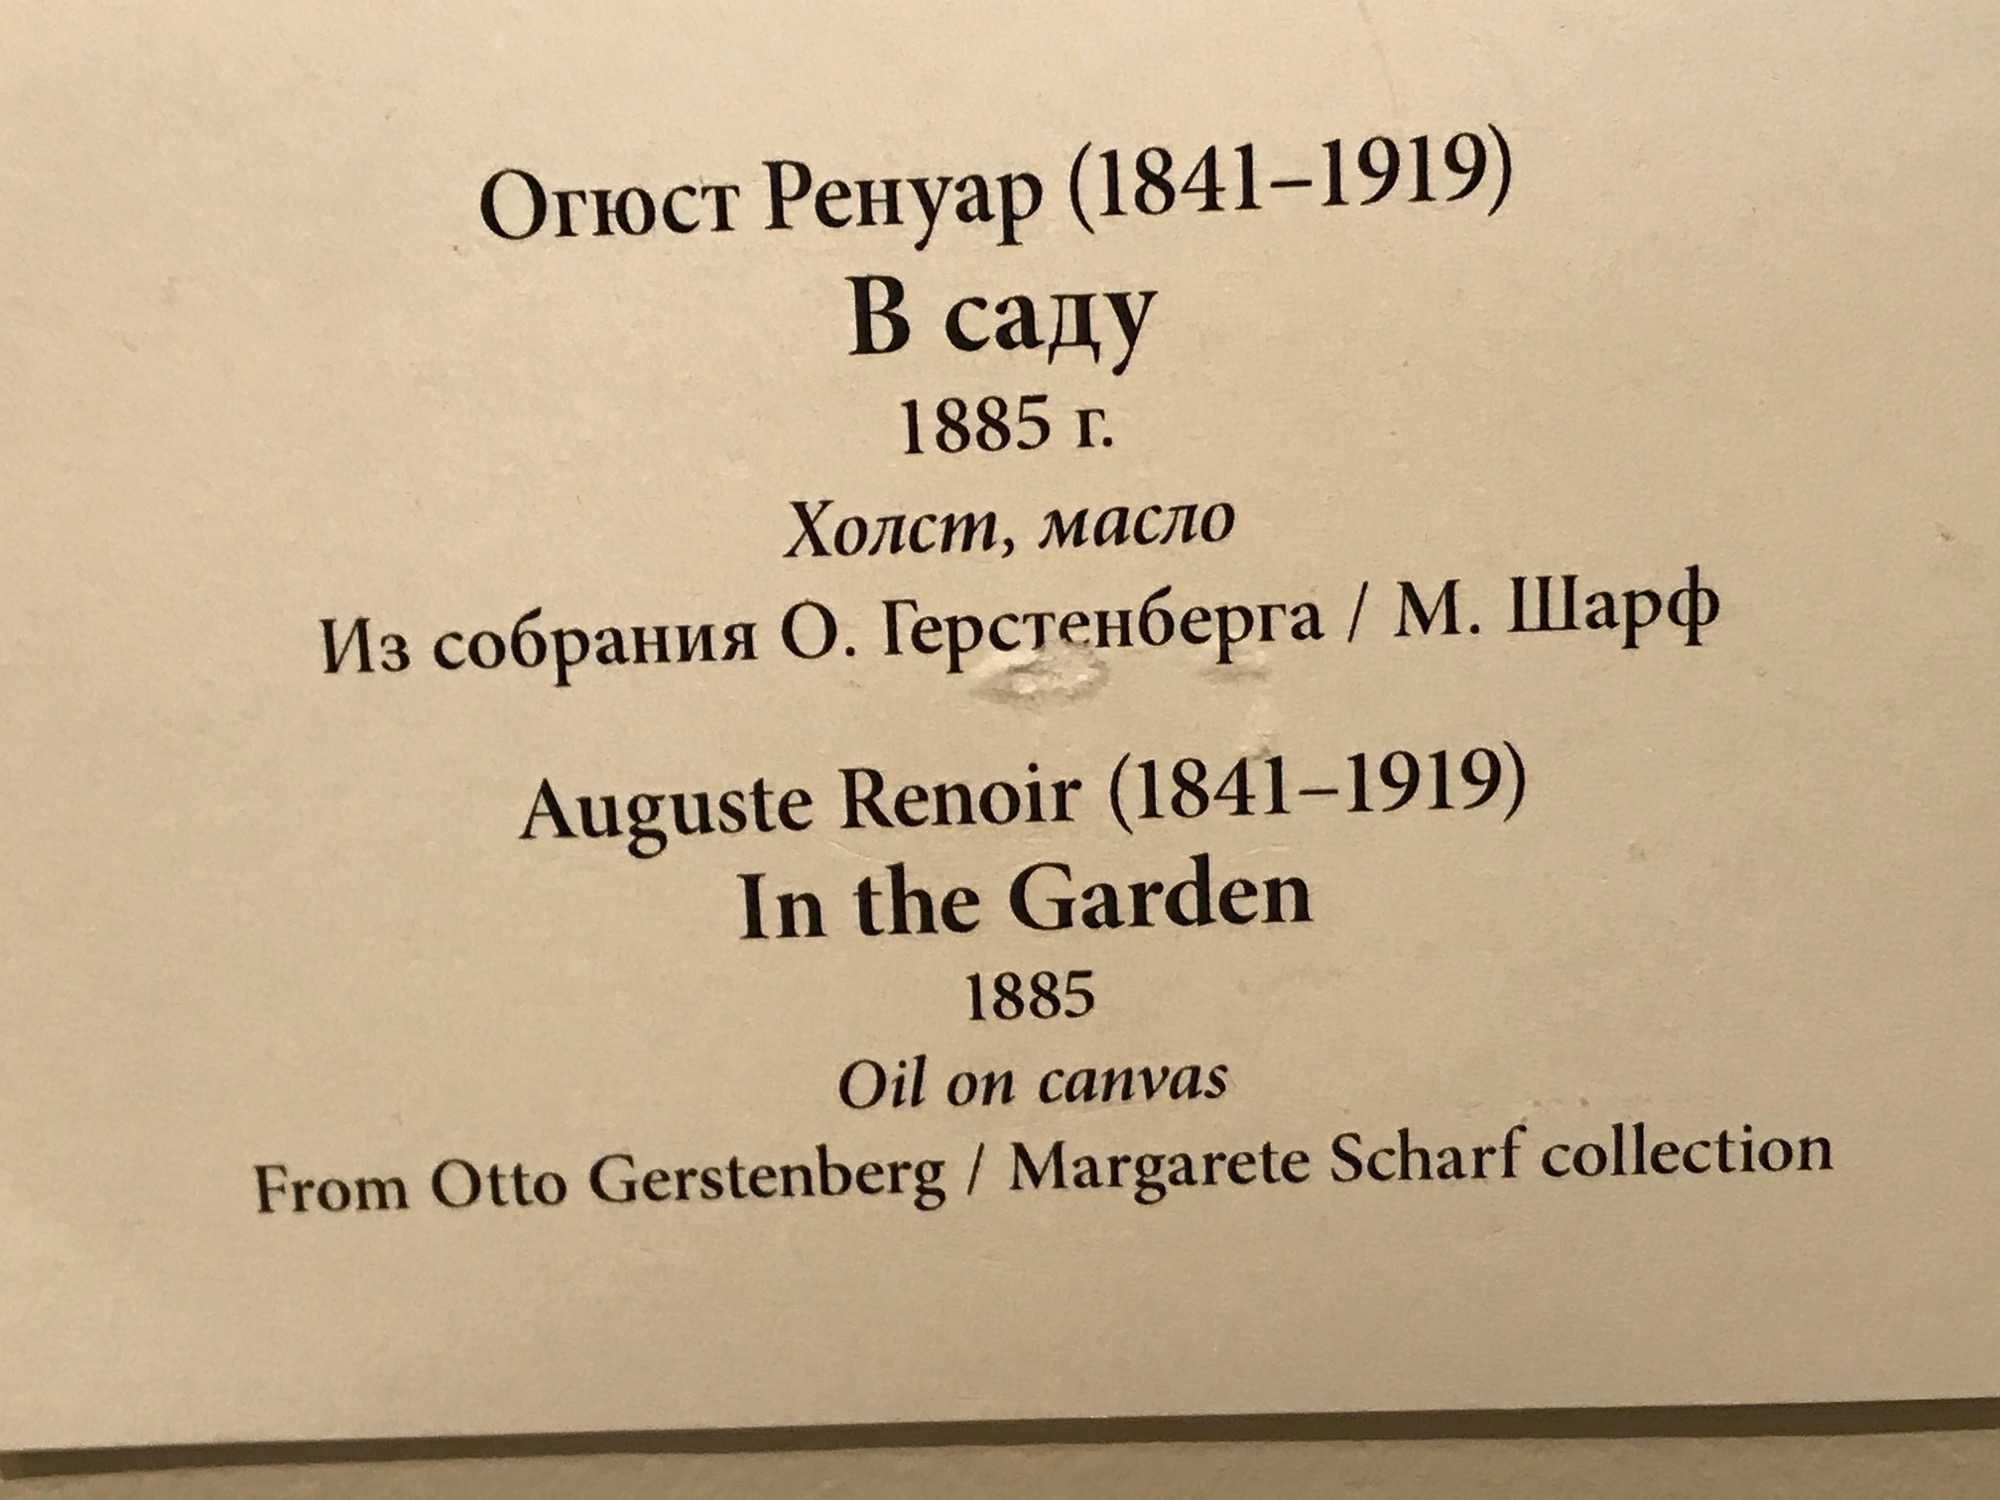 Огюст Ренуар (1841–1919)
В саду
1885 г.
Холст, масло
Из собрания О. Герстенберга / М. Шарф
Auguste Renoir (1841–1919)
In the Garden
1885
Oil on canvas
From Otto Gerstenberg / Margarete Scharf collection